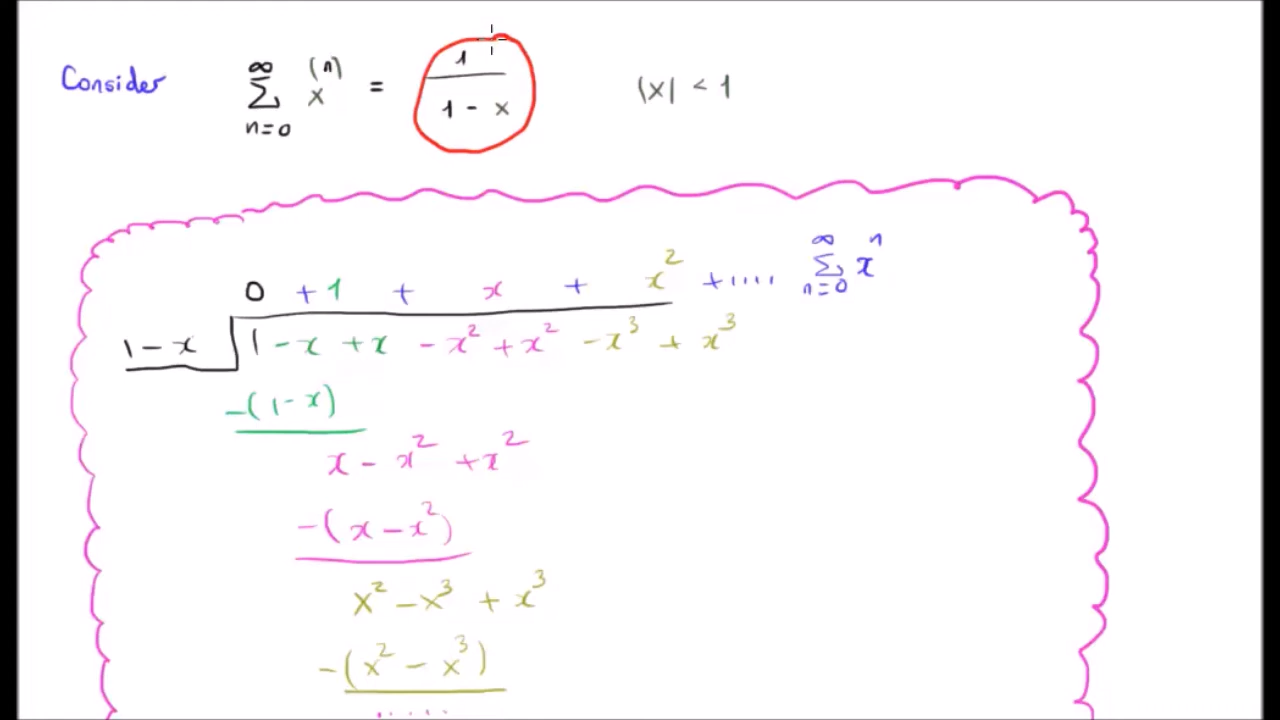 Consider ∞∑n=0 x^(n) = 1/(1 - x) |x| < 1
0 + 1 + x + x² + .... ∞∑n=0 xⁿ
1 - x 1 - x + x - x² + x² - x³ + x³
-(1 - x)
x - x² + x²
-(x - x²)
x² - x³ + x³
-(x² - x³)
.....